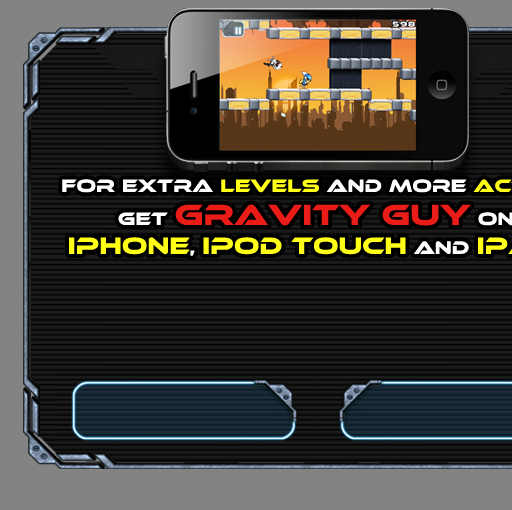 598
FOR EXTRA LEVELS AND MORE
GET GRAVITY GUY ON
IPHONE, IPOD TOUCH AND